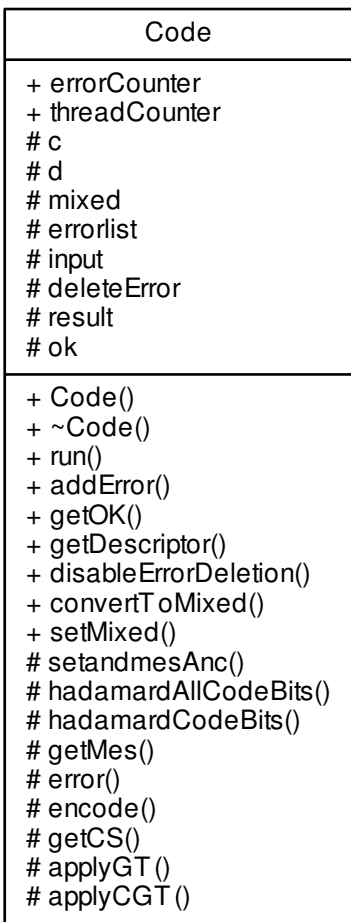 Code
+ errorCounter
+ threadCounter
# c
# d
# mixed
# errorlist
# input
# deleteError
# result
# ok
+ Code()
+ ~Code()
+ run()
+ addError()
+ getOK()
+ getDescriptor()
+ disableErrorDeletion()
+ convertToMixed()
+ setMixed()
# setandmesAnc()
# hadamardAllCodeBits()
# hadamardCodeBits()
# getMes()
# error()
# encode()
# getCS()
# applyGT()
# applyCGT()